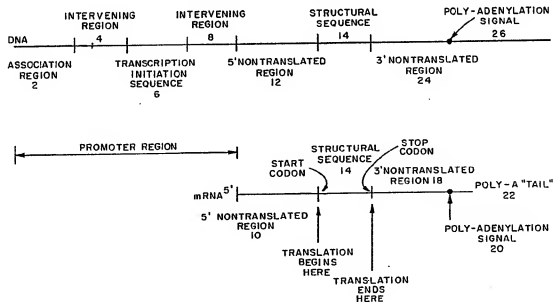 INTERVENING REGION
4
INTERVENING REGION
8
STRUCTURAL SEQUENCE
14
POLY-ADENYLATION SIGNAL
26
DNA
ASSOCIATION REGION
2
TRANSCRIPTION INITIATION SEQUENCE
6
5' NONTRANSLATED REGION
12
3' NONTRANSLATED REGION
24
PROMOTER REGION
START CODON
STRUCTURAL SEQUENCE
14
STOP CODON
3' NONTRANSLATED REGION 18
mRNA 5'
POLY-A "TAIL"
22
5' NONTRANSLATED REGION
10
TRANSLATION BEGINS HERE
TRANSLATION ENDS HERE
POLY-ADENYLATION SIGNAL
20